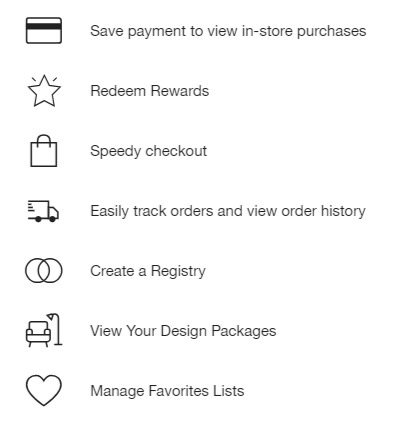 Save payment to view in-store purchases
Redeem Rewards
Speedy checkout
Easily track orders and view order history
Create a Registry
View Your Design Packages
Manage Favorites Lists